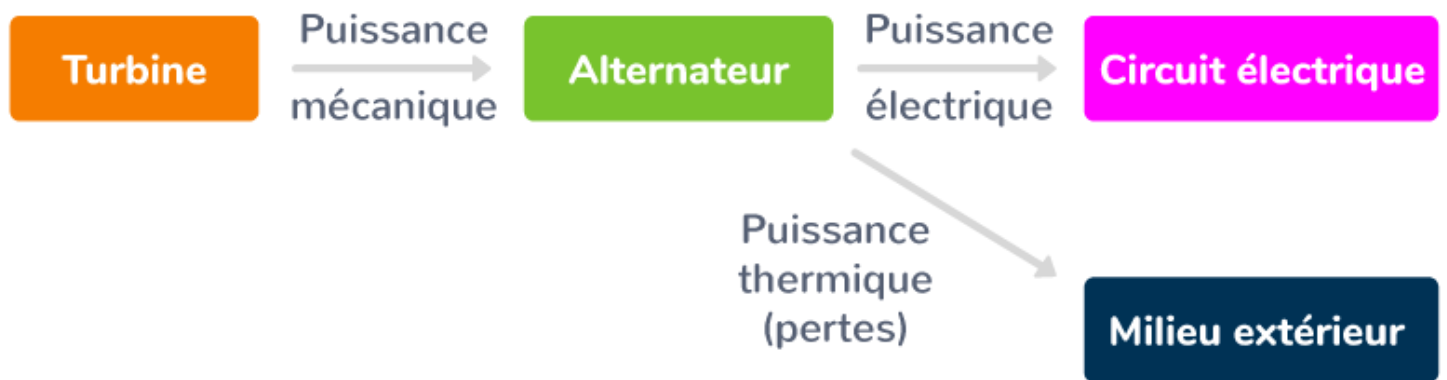 Turbine
Puissance
mécanique
Alternateur
Puissance
électrique
Circuit électrique
Puissance
thermique
(pertes)
Milieu extérieur